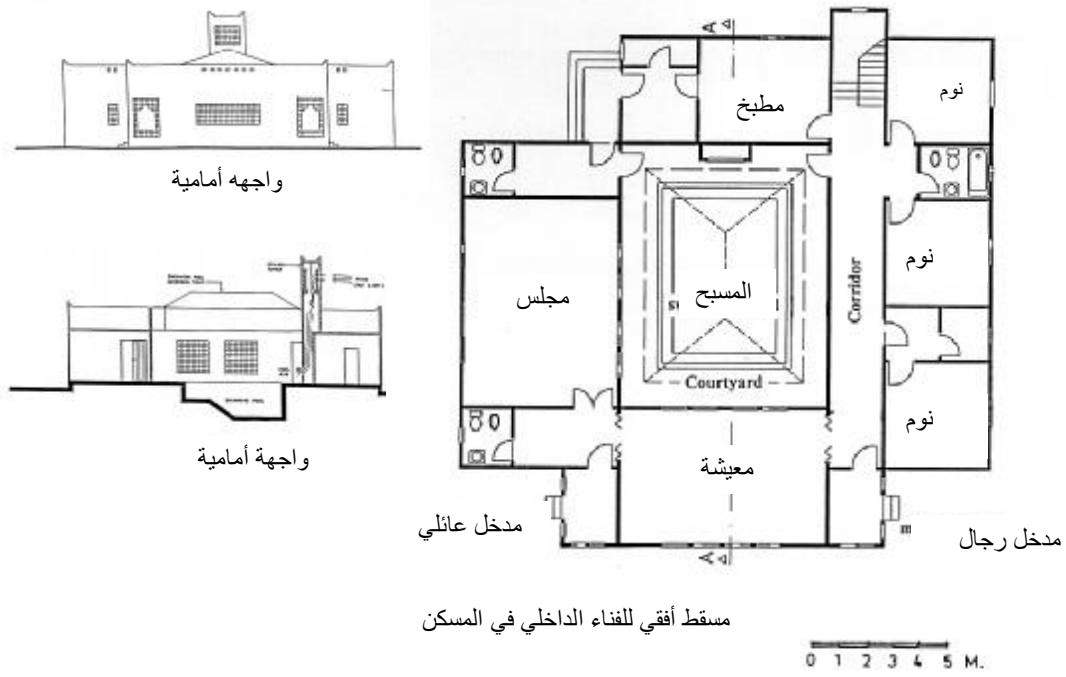 واجهه أمامية
واجهة أمامية
A
مطبخ
نوم
مجلس
المسبح
نوم
Corridor
Courtyard
نوم
معيشة
مدخل عائلي
مدخل رجال
A
مسقط أفقي للفناء الداخلي في المسكن
0 1 2 3 4 5 M.